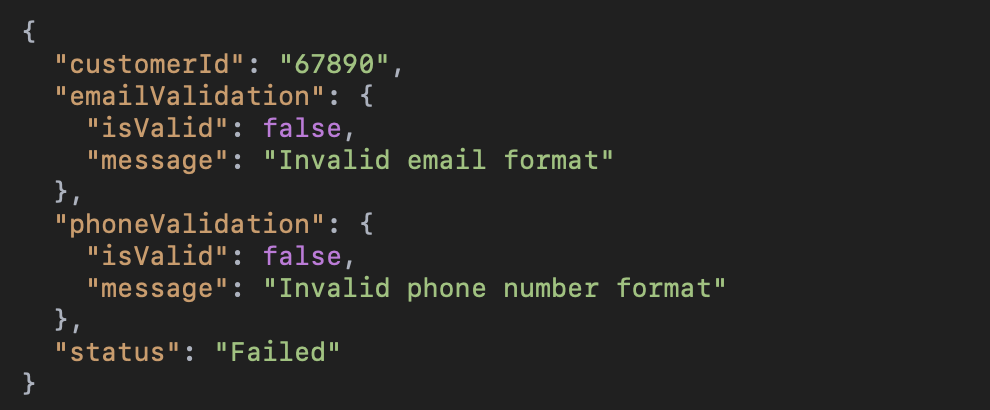 {
  "customerId": "67890",
  "emailValidation": {
    "isValid": false,
    "message": "Invalid email format"
  },
  "phoneValidation": {
    "isValid": false,
    "message": "Invalid phone number format"
  },
  "status": "Failed"
}